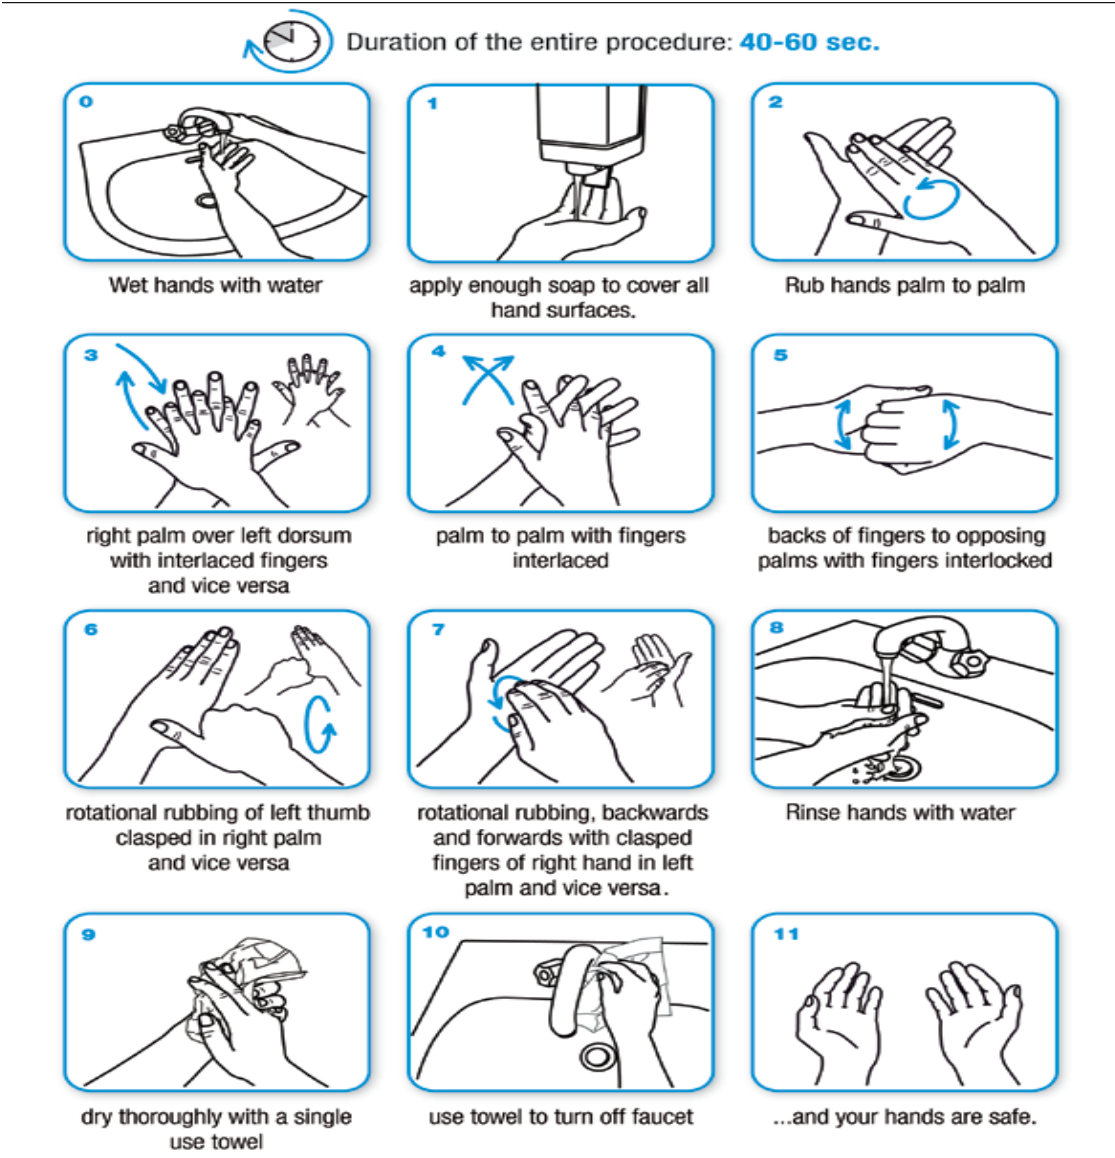 Duration of the entire procedure: 40-60 sec.
0
Wet hands with water
1
apply enough soap to cover all
hand surfaces.
2
Rub hands palm to palm
3
right palm over left dorsum
with interlaced fingers
and vice versa
4
palm to palm with fingers
interlaced
5
backs of fingers to opposing
palms with fingers interlocked
6
rotational rubbing of left thumb
clasped in right palm
and vice versa
7
rotational rubbing, backwards
and forwards with clasped
fingers of right hand in left
palm and vice versa.
8
Rinse hands with water
9
dry thoroughly with a single
use towel
10
use towel to turn off faucet
11
...and your hands are safe.